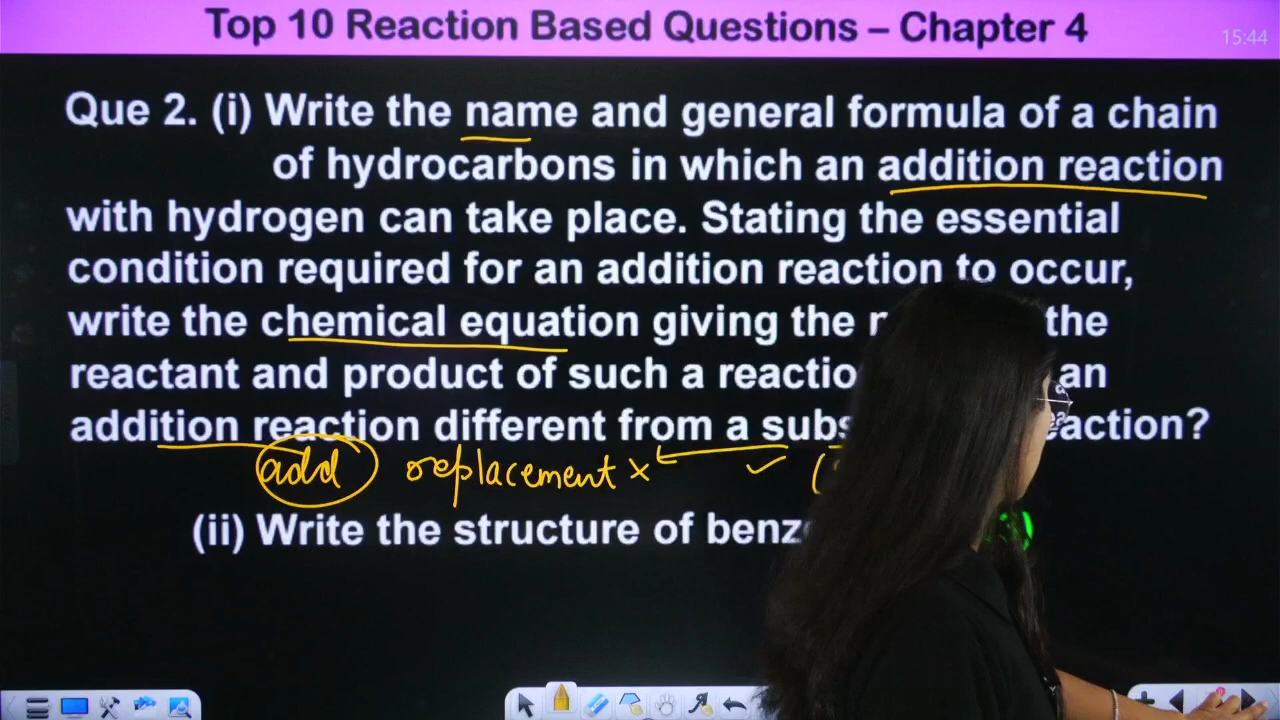 Top 10 Reaction Based Questions – Chapter 4
15:44
Que 2. (i) Write the name and general formula of a chain
of hydrocarbons in which an addition reaction
with hydrogen can take place. Stating the essential
condition required for an addition reaction to occur,
write the chemical equation giving the the
reactant and product of such a an
addition reaction different from a
add replacement × ✓
(ii) Write the structure of